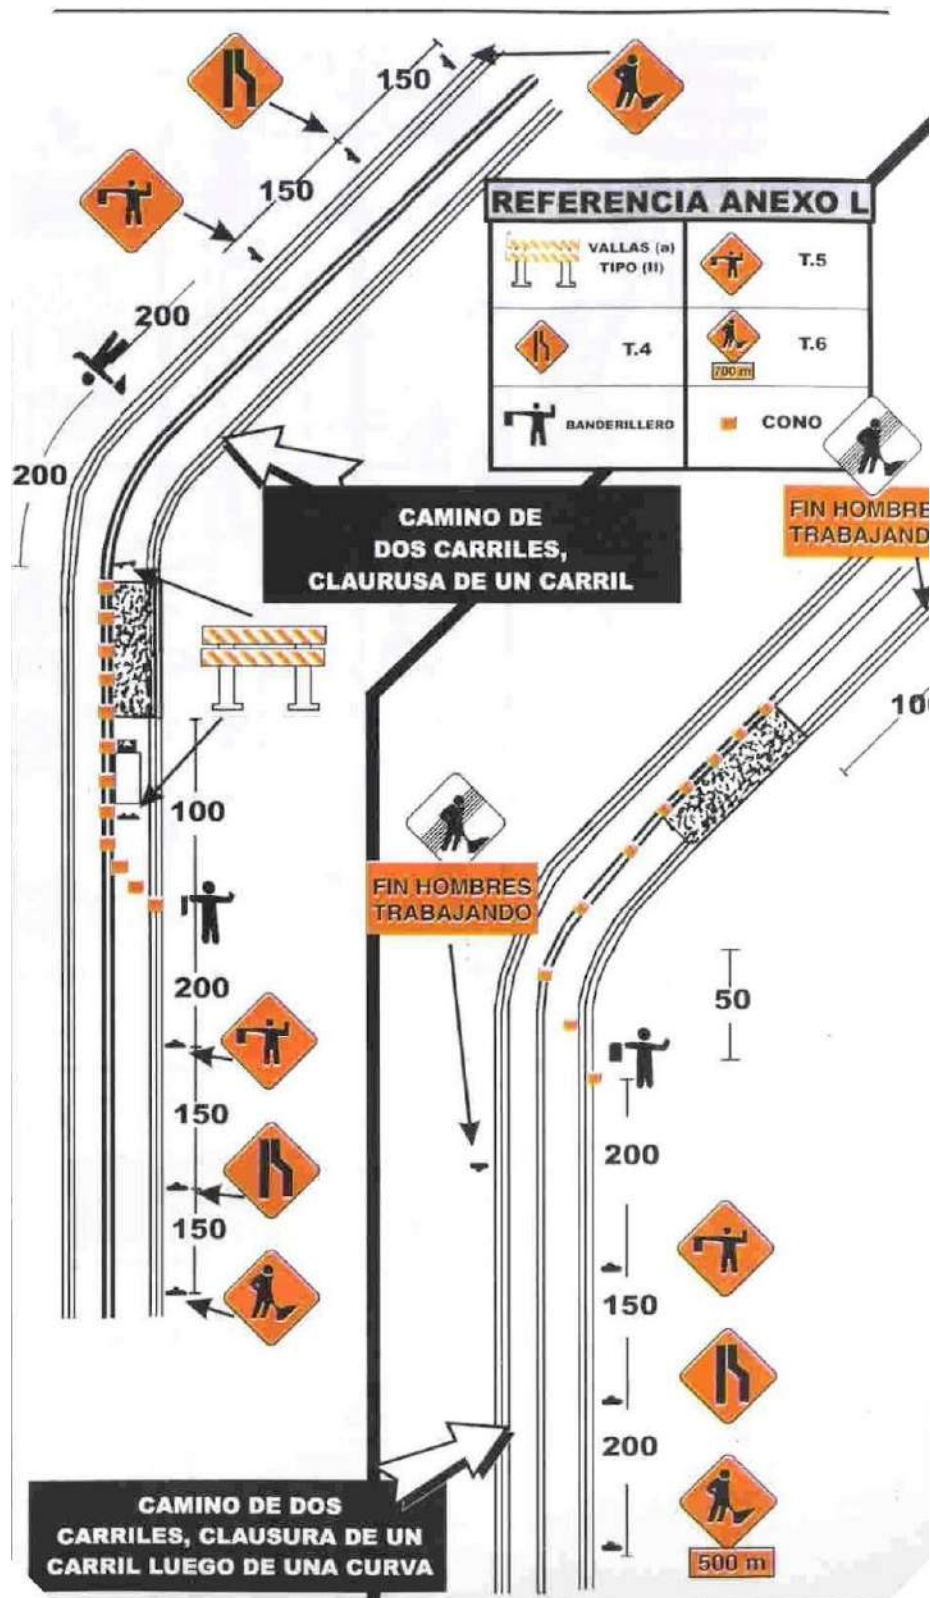 150
150
200
200
REFERENCIA ANEXO L
VALLAS (a)
TIPO (II)
T.5
T.4
T.6
700 m
BANDERILLERO
CONO
CAMINO DE
DOS CARRILES,
CLAURUSA DE UN CARRIL
FIN HOMBRE
TRABAJAND
100
200
150
150
FIN HOMBRES
TRABAJANDO
100
50
200
150
200
500 m
CAMINO DE DOS
CARRILES, CLAUSURA DE UN
CARRIL LUEGO DE UNA CURVA